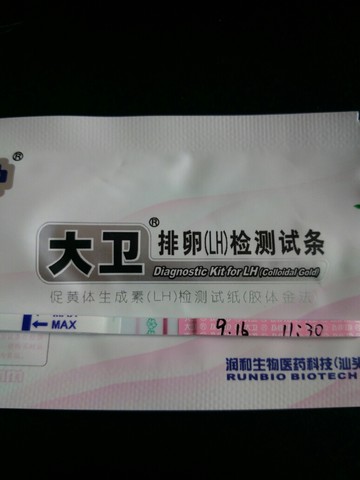 ®
大卫® 排卵(LH)检测试条
Diagnostic Kit for LH (Colloidal Gold)
促黄体生成素(LH)检测试纸(胶体金法
MAX 9.16 11:30
润和生物医药科技(汕头
RUNBIO BIOTECH
mm